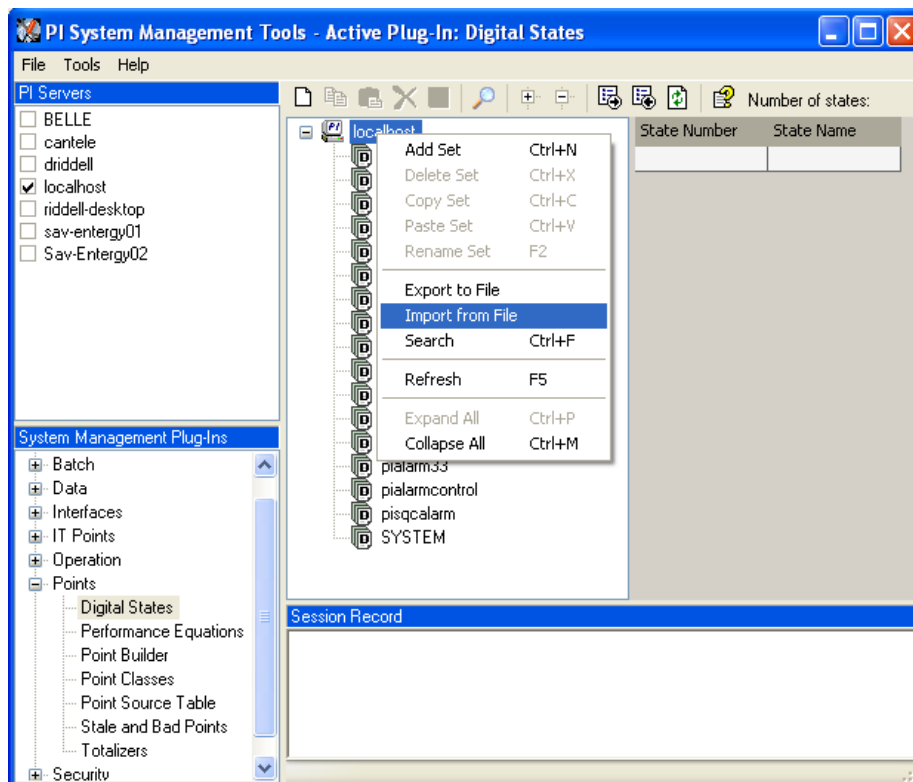 PI System Management Tools - Active Plug-In: Digital States
File Tools Help
PI Servers
BELLE
cantele
driddell
localhost
riddell-desktop
sav-entergy01
Sav-Entergy02
System Management Plug-Ins
Batch
Data
Interfaces
IT Points
Operation
Points
Digital States
Performance Equations
Point Builder
Point Classes
Point Source Table
Stale and Bad Points
Totalizers
Security
Number of states:
localhost
Add Set Ctrl+N
Delete Set Ctrl+X
Copy Set Ctrl+C
Paste Set Ctrl+V
Rename Set F2
Export to File
Import from File
Search Ctrl+F
Refresh F5
Expand All Ctrl+P
Collapse All Ctrl+M
pialarm33
pialarmcontrol
pisqcalarm
SYSTEM
State Number State Name
Session Record